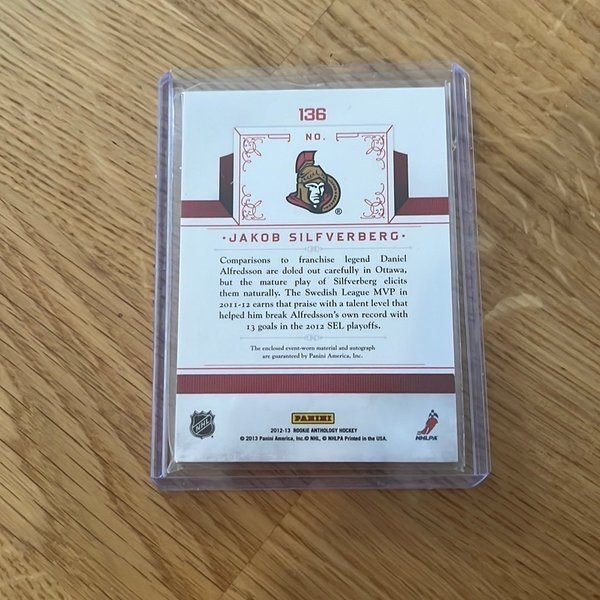 136
NO.
®
·JAKOB SILFVERBERG·
Comparisons to franchise legend Daniel
Alfredsson are doled out carefully in Ottawa,
but the mature play of Silfverberg elicits
them naturally. The Swedish League MVP in
2011-12 earns that praise with a talent level that
helped him break Alfredsson's own record with
13 goals in the 2012 SEL playoffs.
The enclosed event-worn material and autograph
are guaranteed by Panini America, Inc.
NHL
PANINI
NHLPA
2012-13 ROOKIE ANTHOLOGY HOCKEY
© 2013 Panini America, Inc. © NHL, © NHLPA Printed in the USA.